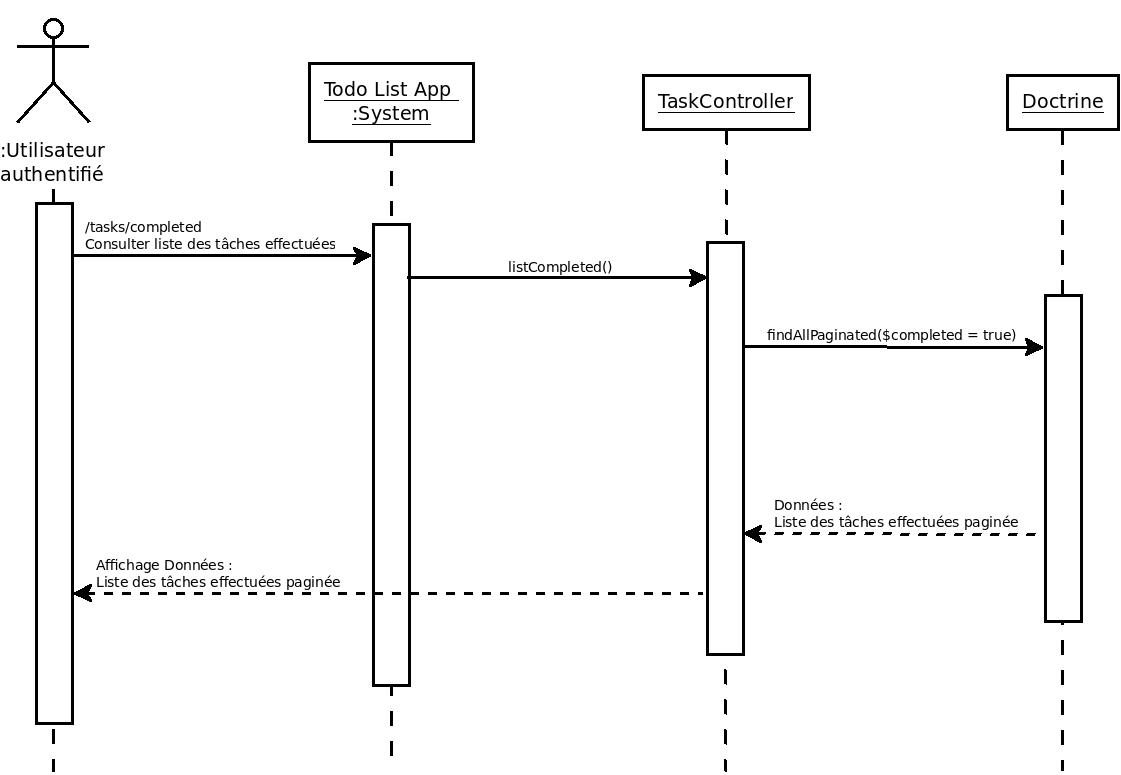 :Utilisateur
authentifié
Todo List App
:System
TaskController
Doctrine
/tasks/completed
Consulter liste des tâches effectuées
listCompleted()
findAllPaginated($completed = true)
Données :
Liste des tâches effectuées paginée
Affichage Données :
Liste des tâches effectuées paginée